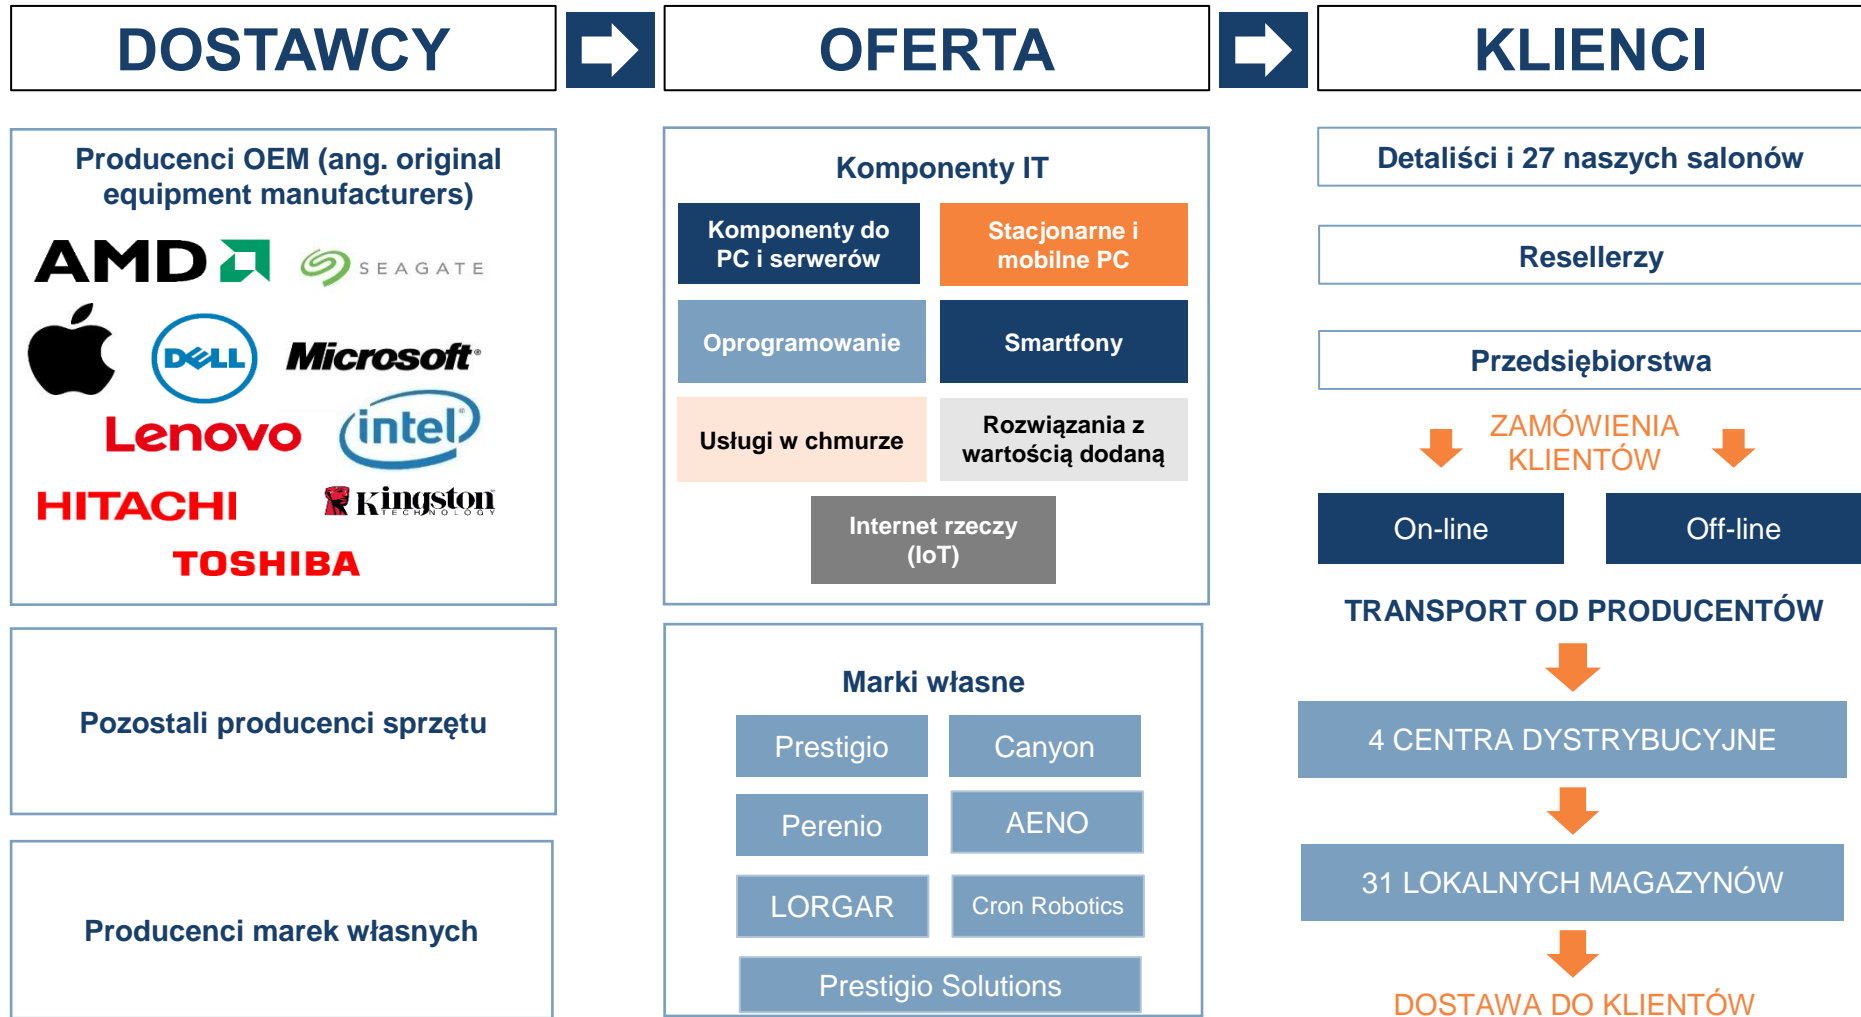 DOSTAWCY
OFERTA
KLIENCI
Producenci OEM (ang. original
equipment manufacturers)
AMD
SEAGATE
DELL
Microsoft
Lenovo
intel
HITACHI
Kingston
TECHNOLOGY
TOSHIBA
Pozostali producenci sprzętu
Producenci marek własnych
Komponenty IT
Komponenty do
PC i serwerów
Stacjonarne i
mobilne PC
Oprogramowanie
Smartfony
Usługi w chmurze
Rozwiązania z
wartością dodaną
Internet rzeczy
(IoT)
Marki własne
Prestigio
Canyon
Perenio
AENO
LORGAR
Cron Robotics
Prestigio Solutions
Detaliści i 27 naszych salonów
Resellerzy
Przedsiębiorstwa
ZAMÓWIENIA
KLIENTÓW
On-line
Off-line
TRANSPORT OD PRODUCENTÓW
4 CENTRA DYSTRYBUCYJNE
31 LOKALNYCH MAGAZYNÓW
DOSTAWA DO KLIENTÓW